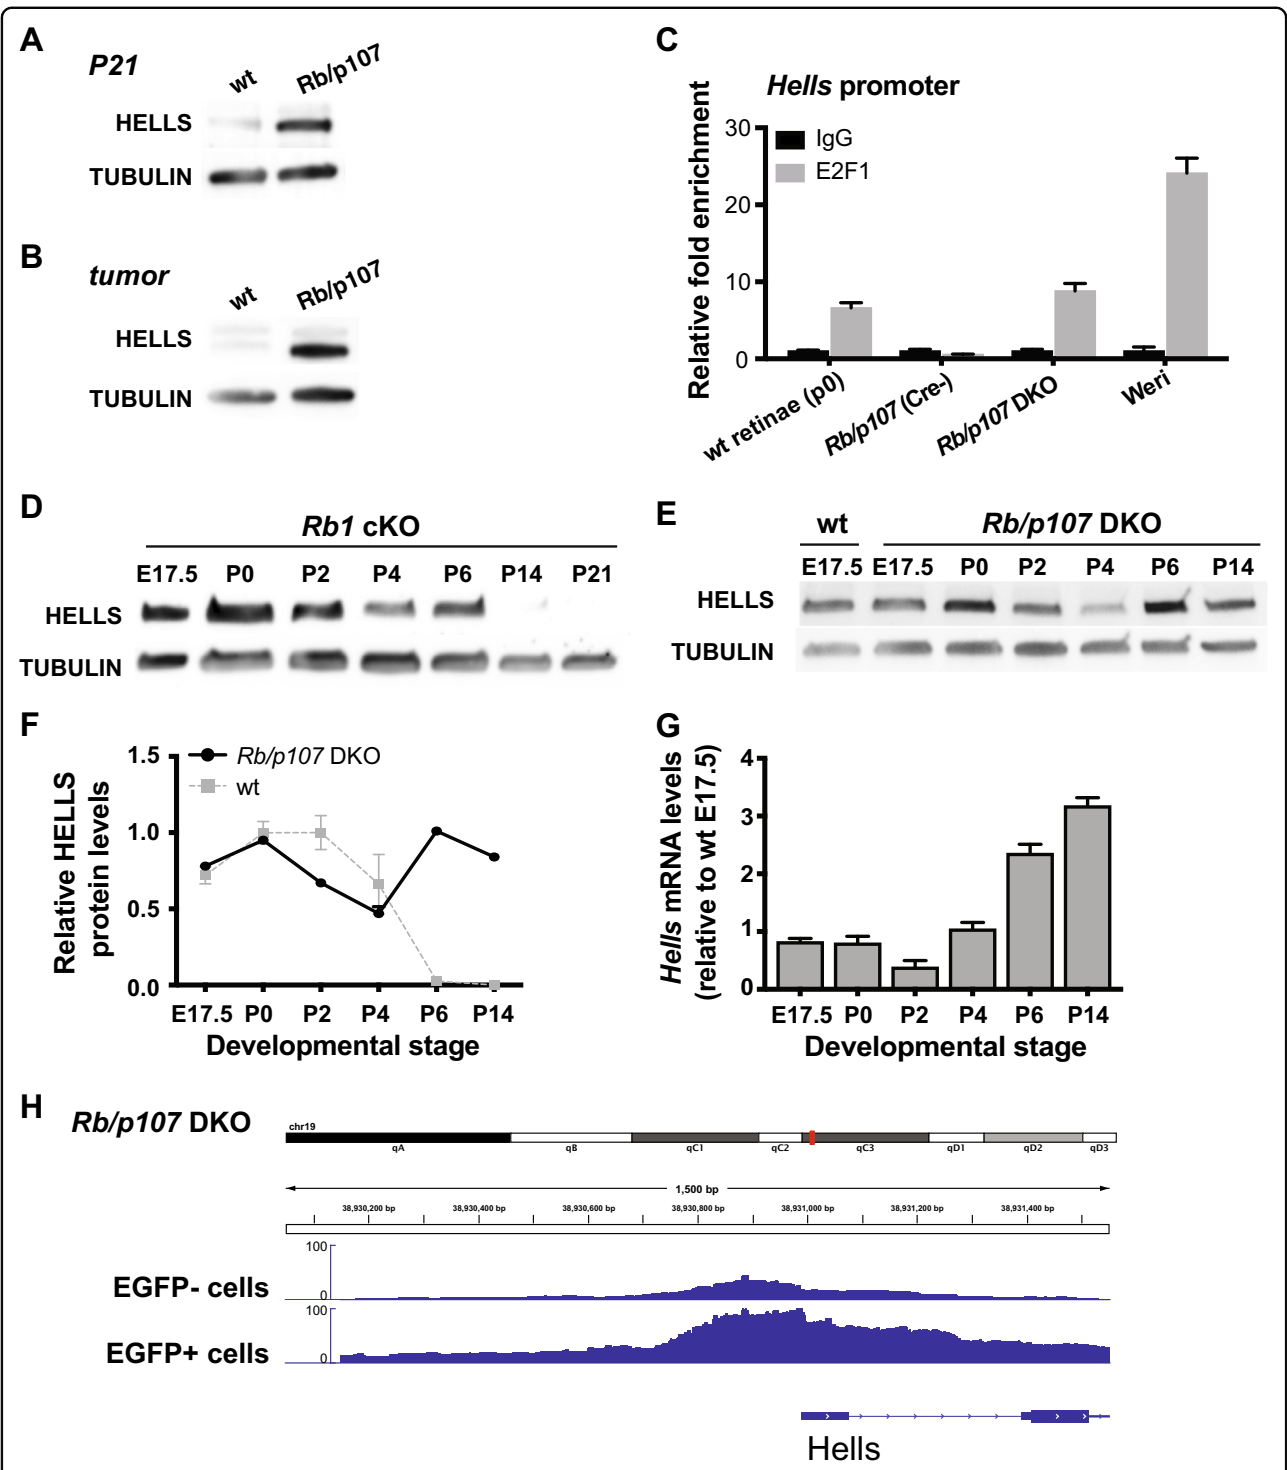 A
P21
wt Rb/p107
HELLS
TUBULIN
B
tumor
wt Rb/p107
HELLS
TUBULIN
C
Hells promoter
Relative fold enrichment
30
20
10
0
IgG
E2F1
wt retinae (p0)
Rb/p107 (Cre-)
Rb/p107 DKO
Weri
D
Rb1 cKO
E17.5 P0 P2 P4 P6 P14 P21
HELLS
TUBULIN
E
wt Rb/p107 DKO
E17.5 E17.5 P0 P2 P4 P6 P14
HELLS
TUBULIN
F
Relative HELLS
protein levels
1.5
1.0
0.5
0.0
Rb/p107 DKO
wt
E17.5 P0 P2 P4 P6 P14
Developmental stage
G
Hells mRNA levels
(relative to wt E17.5)
4
3
2
1
0
E17.5 P0 P2 P4 P6 P14
Developmental stage
H
Rb/p107 DKO
chr19
qA qB qC1 qC2 qC3 qD1 qD2 qD3
1,500 bp
38,930,200 bp 38,930,400 bp 38,930,600 bp 38,930,800 bp 38,931,000 bp 38,931,200 bp 38,931,400 bp
100
EGFP- cells
0
100
EGFP+ cells
0
Hells